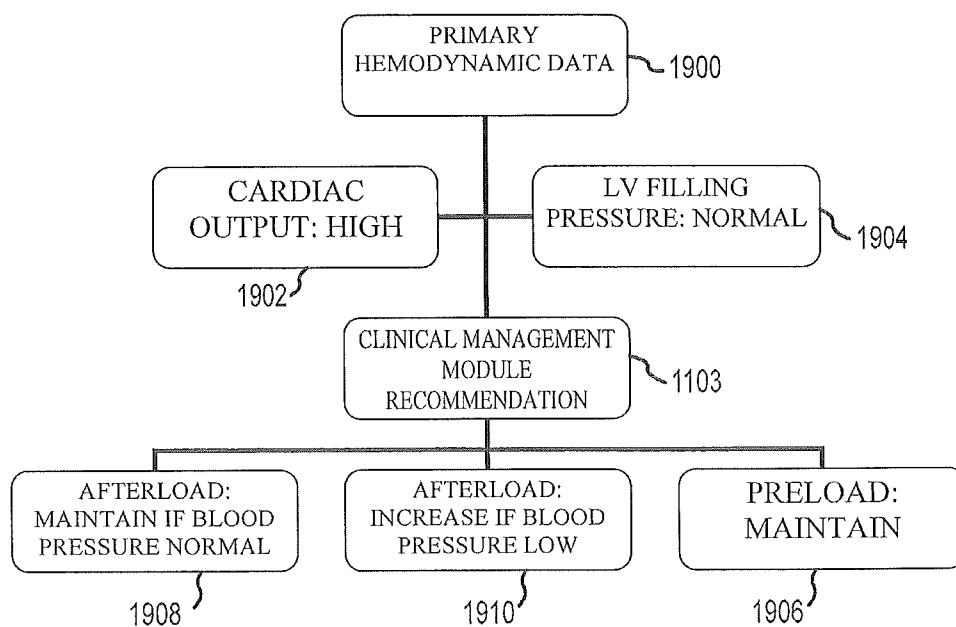 PRIMARY
HEMODYNAMIC DATA
1900
CARDIAC
OUTPUT: HIGH
1902
LV FILLING
PRESSURE: NORMAL
1904
CLINICAL MANAGEMENT
MODULE
RECOMMENDATION
1103
AFTERLOAD:
MAINTAIN IF BLOOD
PRESSURE NORMAL
1908
AFTERLOAD:
INCREASE IF BLOOD
PRESSURE LOW
1910
PRELOAD:
MAINTAIN
1906